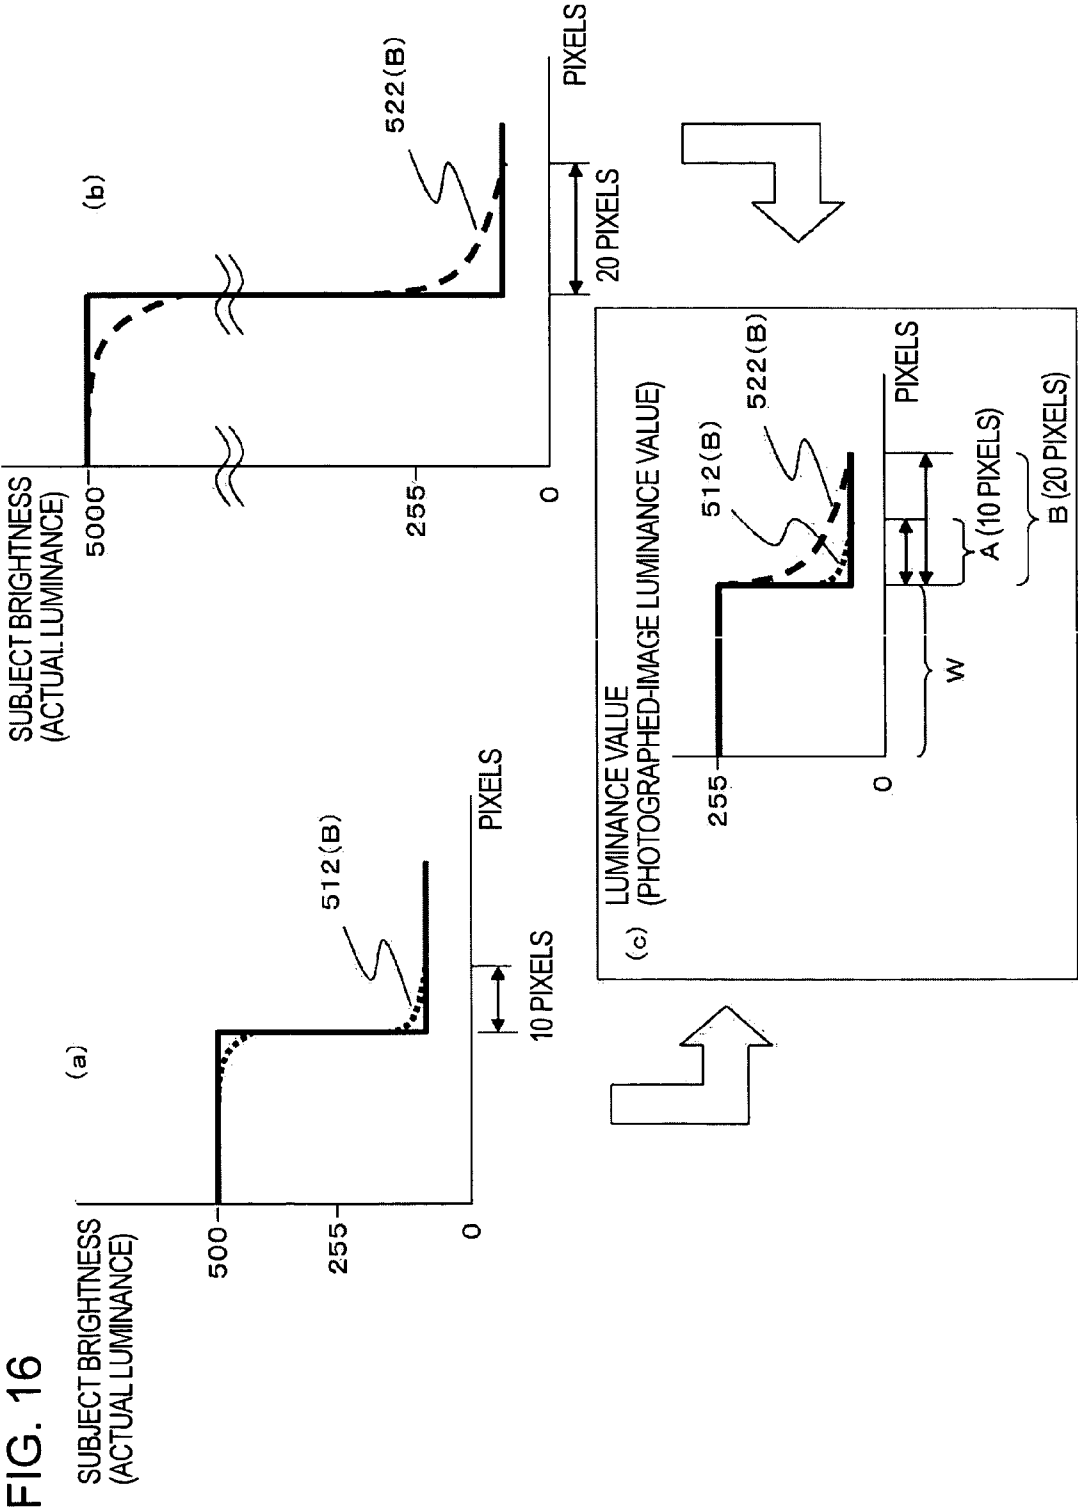 FIG. 16
(a)
SUBJECT BRIGHTNESS
(ACTUAL LUMINANCE)
500
255
0
512(B)
PIXELS
10 PIXELS
(b)
SUBJECT BRIGHTNESS
(ACTUAL LUMINANCE)
5000
255
0
522(B)
PIXELS
20 PIXELS
(c)
LUMINANCE VALUE
(PHOTOGRAPHED-IMAGE LUMINANCE VALUE)
255
0
512(B)
522(B)
PIXELS
W
A (10 PIXELS)
B (20 PIXELS)